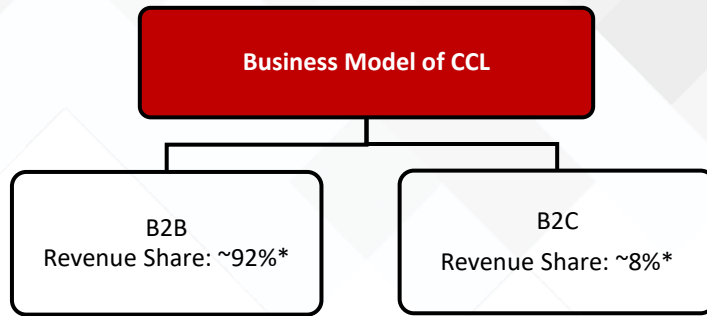 Business Model of CCL
B2B
Revenue Share: ~92%*
B2C
Revenue Share: ~8%*